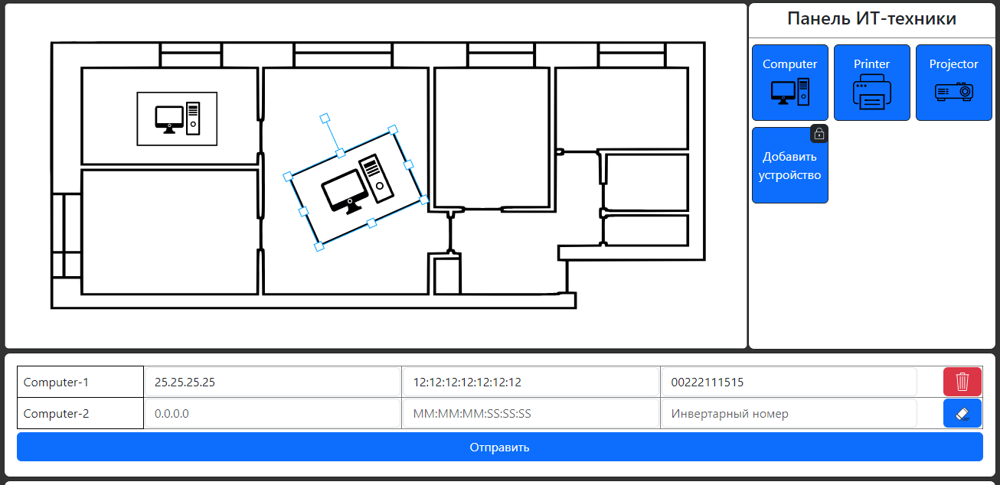 Панель ИТ-техники
Computer
Printer
Projector
Добавить
устройство
Computer-1
25.25.25.25
12:12:12:12:12:12:12
00222111515
Computer-2
0.0.0.0
MM:MM:MM:SS:SS:SS
Инвертарный номер
Отправить